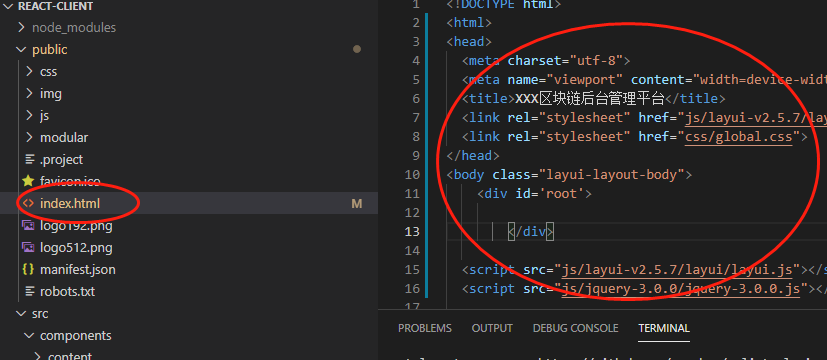 REACT-CLIENT
node_modules
public
css
img
js
modular
.project
favicon.ico
index.html
M
logo192.png
logo512.png
manifest.json
robots.txt
src
components
content
1 <!DOCTYPE html>
2 <html>
3 <head>
4 <meta charset="utf-8">
5 <meta name="viewport" content="width=device-widt
6 <title>XXX区块链后台管理平台</title>
7 <link rel="stylesheet" href="js/layui-v2.5.7/lay
8 <link rel="stylesheet" href="css/global.css">
9 </head>
10 <body class="layui-layout-body">
11 <div id='root'>
12
13 </div>
15 <script src="js/layui-v2.5.7/layui/layui.js"></s
16 <script src="js/jquery-3.0.0/jquery-3.0.0.js"></
17
PROBLEMS OUTPUT DEBUG CONSOLE TERMINAL